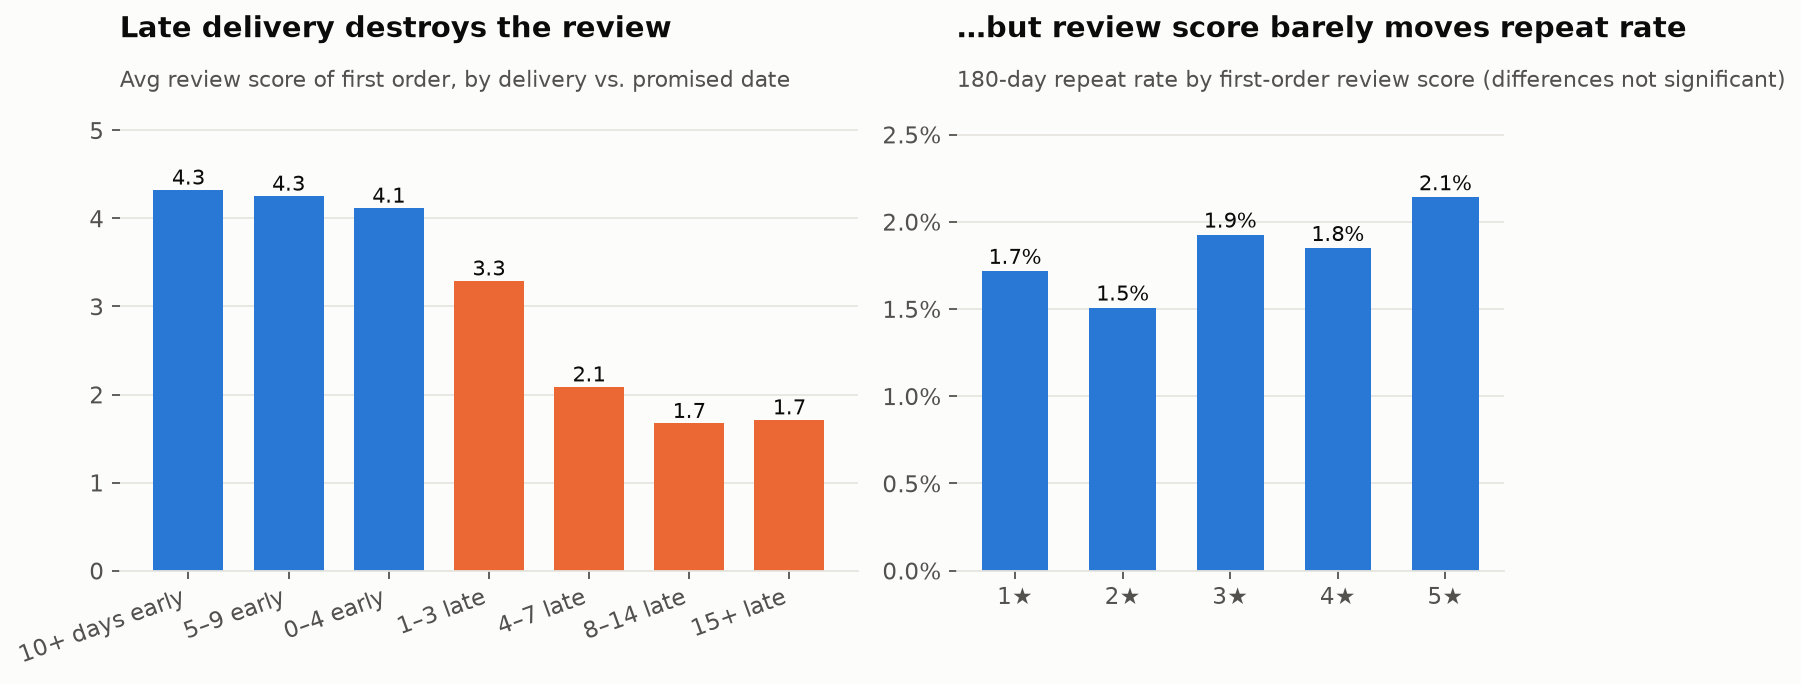 Late delivery destroys the review
Avg review score of first order, by delivery vs. promised date
5
4
3
2
1
0
4.3
4.3
4.1
3.3
2.1
1.7
1.7
10+ days early
5–9 early
0–4 early
1–3 late
4–7 late
8–14 late
15+ late
…but review score barely moves repeat rate
180-day repeat rate by first-order review score (differences not significant)
2.5%
2.0%
1.5%
1.0%
0.5%
0.0%
1.7%
1.5%
1.9%
1.8%
2.1%
1★
2★
3★
4★
5★